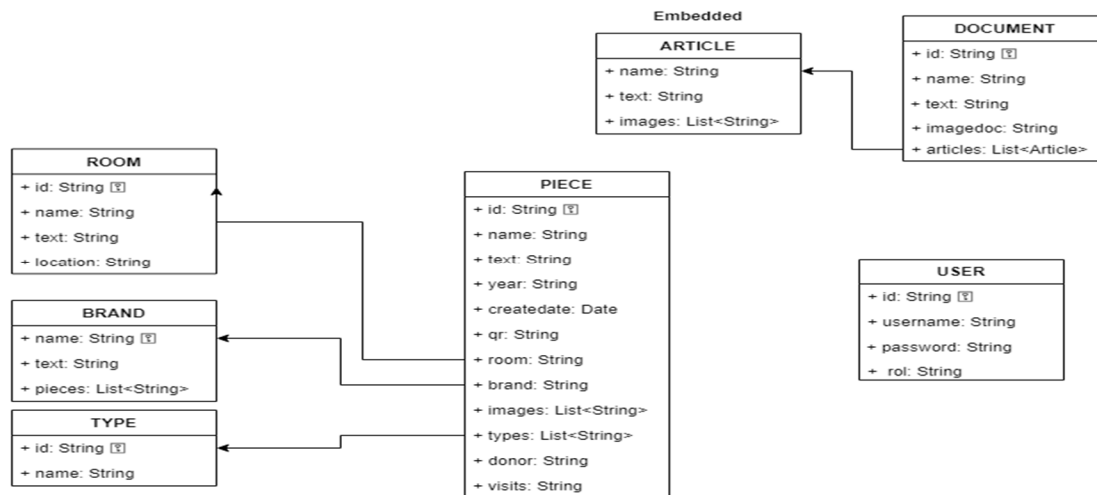 Embedded
ARTICLE
+ name: String
+ text: String
+ images: List<String>
DOCUMENT
+ id: String
+ name: String
+ text: String
+ imagedoc: String
+ articles: List<Article>
ROOM
+ id: String
+ name: String
+ text: String
+ location: String
PIECE
+ id: String
+ name: String
+ text: String
+ year: String
+ createdate: Date
+ qr: String
+ room: String
+ brand: String
+ images: List<String>
+ types: List<String>
+ donor: String
+ visits: String
BRAND
+ name: String
+ text: String
+ pieces: List<String>
TYPE
+ id: String
+ name: String
USER
+ id: String
+ username: String
+ password: String
+ rol: String